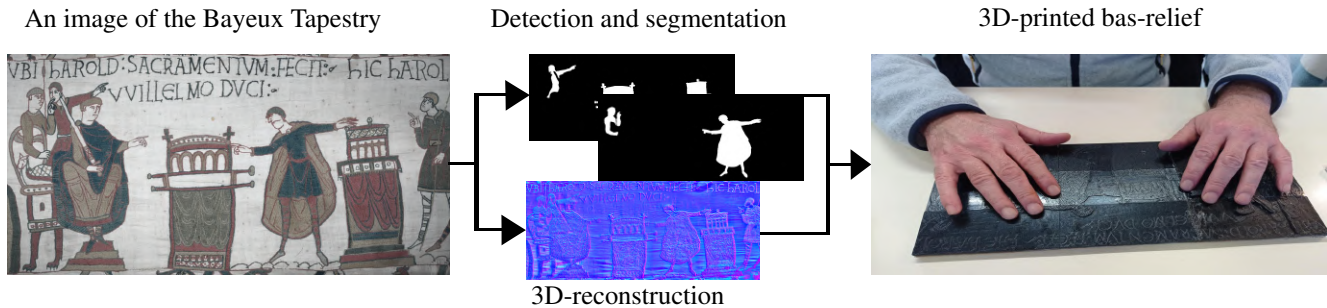 An image of the Bayeux Tapestry
Detection and segmentation
3D-printed bas-relief
VBI hAROLD:SACRAMENTVM:FECIT: hIC hAROL
VVILLELMO DVCI:
3D-reconstruction